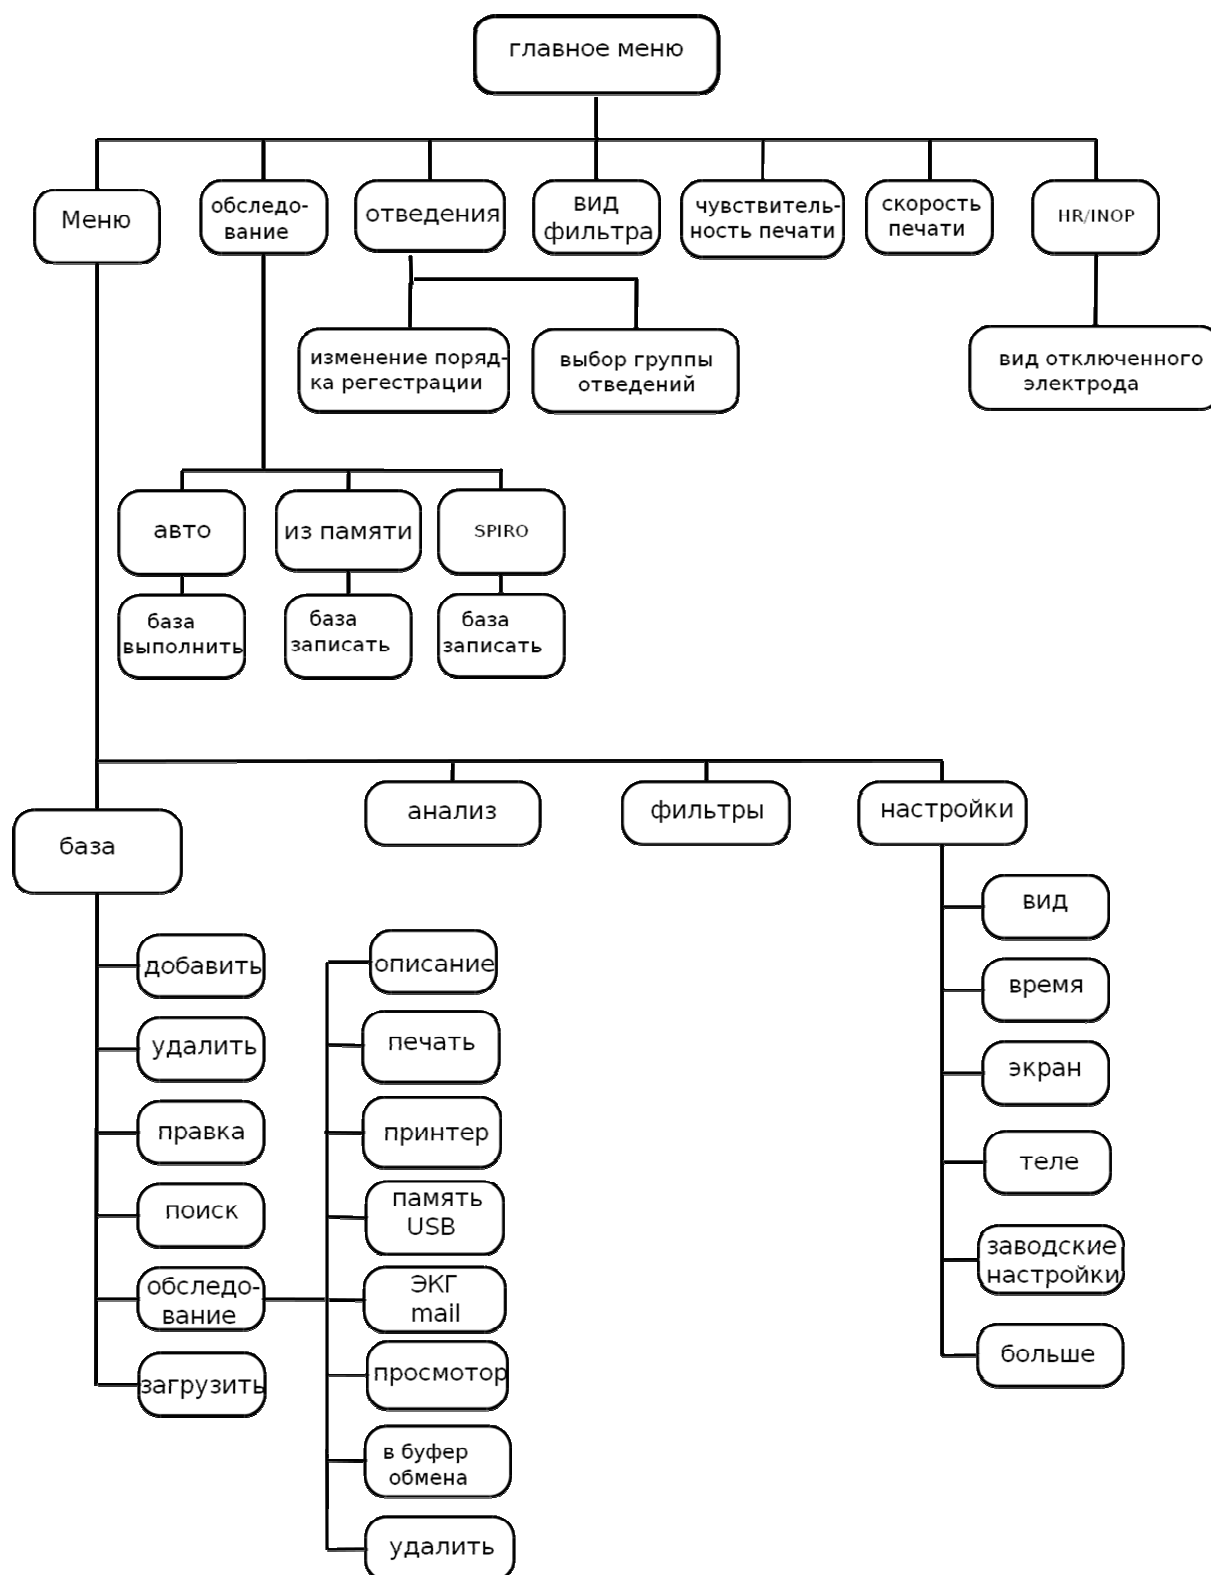 главное меню
Меню
обследо-
вание
отведения
вид
фильтра
чувствитель-
ность печати
скорость
печати
HR/INOP
изменение поряд-
ка регестрации
выбор группы
отведений
вид отключенного
электрода
авто
из памяти
SPIRO
база
выполнить
база
записать
база
записать
база
анализ
фильтры
настройки
добавить
удалить
правка
поиск
обследо-
вание
загрузить
описание
печать
принтер
память
USB
ЭКГ
mail
просмотор
в буфер
обмена
удалить
вид
время
экран
теле
заводские
настройки
больше